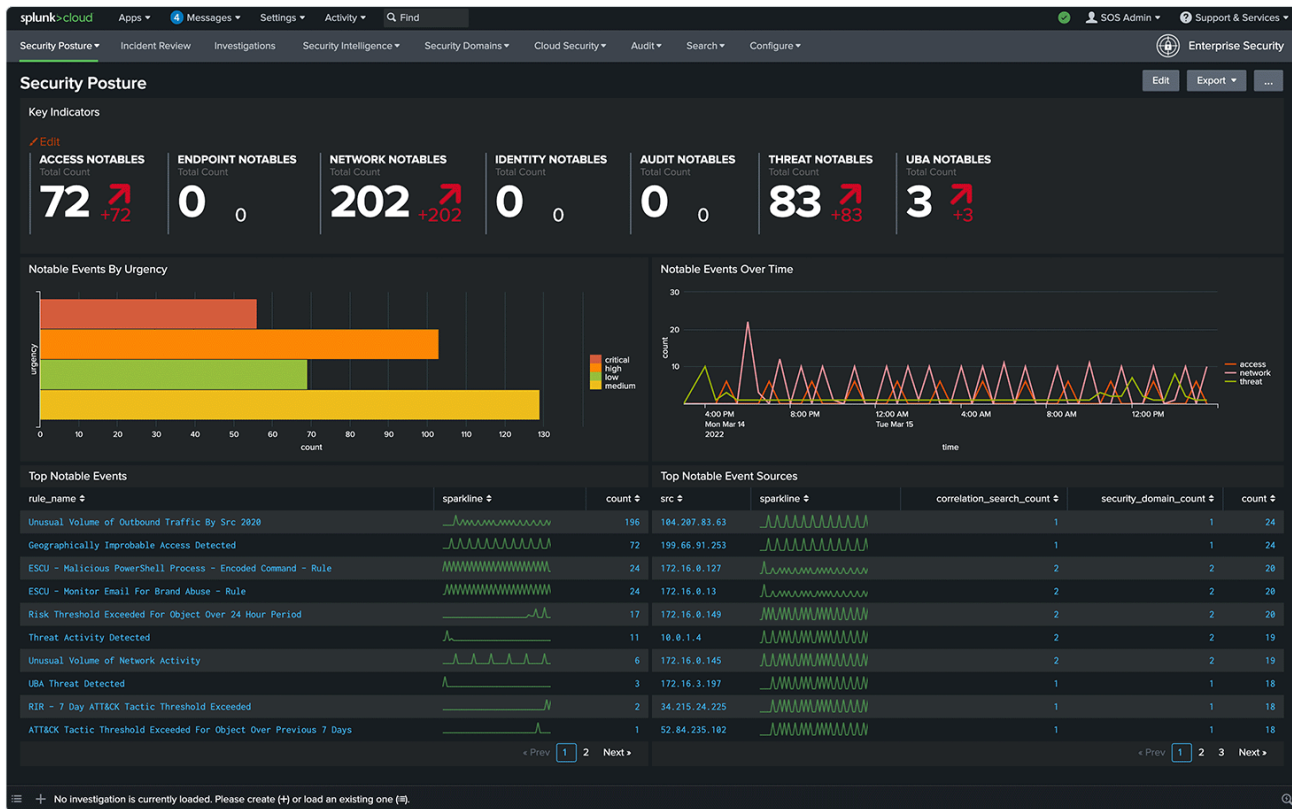 splunk>cloud Apps ▾ 4 Messages ▾ Settings ▾ Activity ▾ Find SOS Admin ▾ Support & Services ▾
Security Posture ▾ Incident Review Investigations Security Intelligence ▾ Security Domains ▾ Cloud Security ▾ Audit ▾ Search ▾ Configure ▾ Enterprise Security
Security Posture Edit Export ▾ ...
Key Indicators
Edit
ACCESS NOTABLES ENDPOINT NOTABLES NETWORK NOTABLES IDENTITY NOTABLES AUDIT NOTABLES THREAT NOTABLES UBA NOTABLES
Total Count Total Count Total Count Total Count Total Count Total Count Total Count
72 +72 0 0 202 +202 0 0 0 0 83 +83 3 +3
Notable Events By Urgency
urgency
critical
high
low
medium
0 10 20 30 40 50 60 70 80 90 100 110 120 130
count
Notable Events Over Time
30
20
10
count
access
network
threat
4:00 PM 8:00 PM 12:00 AM 4:00 AM 8:00 AM 12:00 PM
Mon Mar 14 Tue Mar 15
2022
time
Top Notable Events
rule_name sparkline count
Unusual Volume of Outbound Traffic By Src 2020 196
Geographically Improbable Access Detected 72
ESCU - Malicious PowerShell Process - Encoded Command - Rule 24
ESCU - Monitor Email For Brand Abuse - Rule 24
Risk Threshold Exceeded For Object Over 24 Hour Period 17
Threat Activity Detected 11
Unusual Volume of Network Activity 6
UBA Threat Detected 3
RIR - 7 Day ATT&CK Tactic Threshold Exceeded 2
ATT&CK Tactic Threshold Exceeded For Object Over Previous 7 Days 1
« Prev 1 2 Next »
Top Notable Event Sources
src sparkline correlation_search_count security_domain_count count
104.207.83.63 1 1 24
199.66.91.253 1 1 24
172.16.0.127 2 2 20
172.16.0.13 2 2 20
172.16.0.149 2 2 20
10.0.1.4 2 2 19
172.16.0.145 2 2 19
172.16.3.197 1 1 18
34.215.24.225 1 1 18
52.84.235.102 1 1 18
« Prev 1 2 3 Next »
No investigation is currently loaded. Please create (+) or load an existing one (≡).